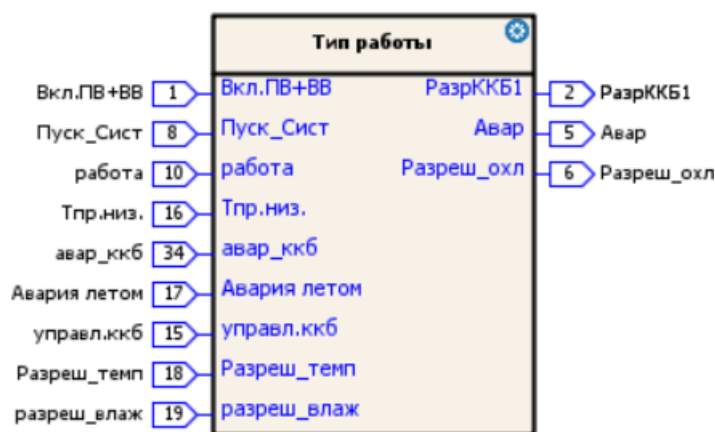 Тип работы
Вкл.ПВ+ВВ 1 Вкл.ПВ+ВВ РазрККБ1 2 РазрККБ1
Пуск_Сист 8 Пуск_Сист Авар 5 Авар
работа 10 работа Разреш_охл 6 Разреш_охл
Тпр.низ. 16 Тпр.низ.
авар_ккб 34 авар_ккб
Авария летом 17 Авария летом
управл.ккб 15 управл.ккб
Разреш_темп 18 Разреш_темп
разреш_влаж 19 разреш_влаж